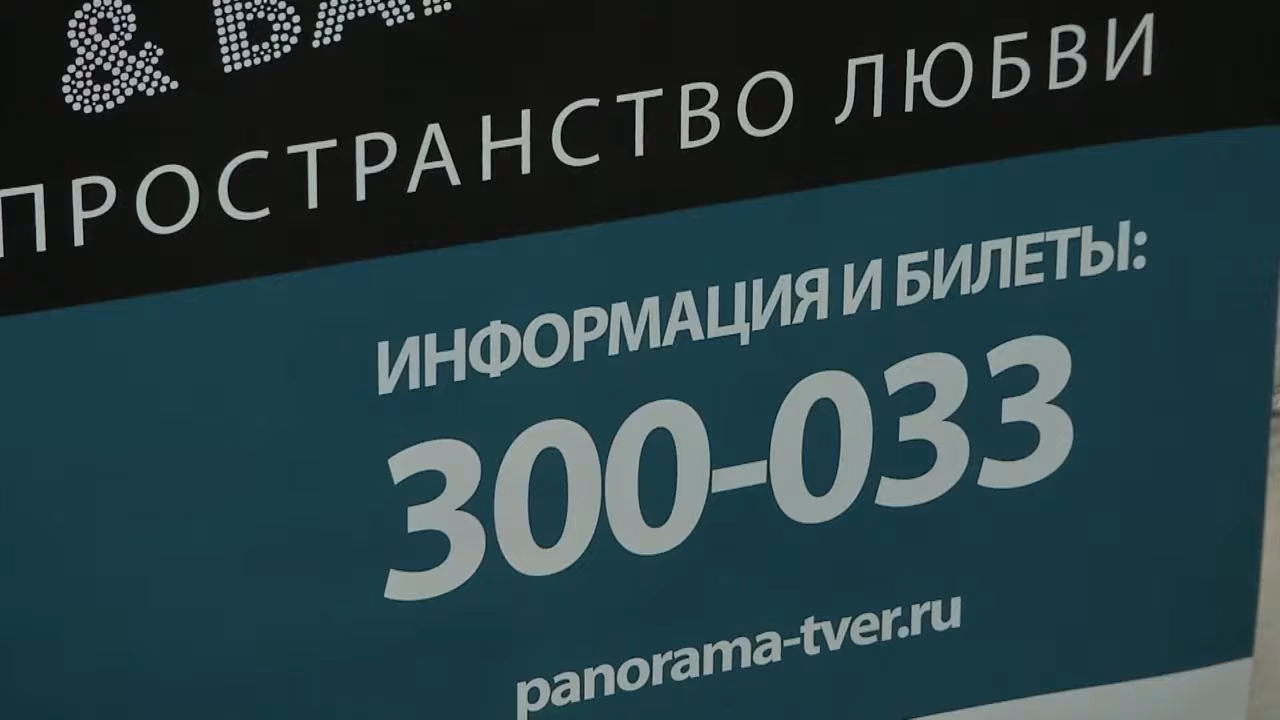 &
ПРОСТРАНСТВО ЛЮБВИ
ИНФОРМАЦИЯ И БИЛЕТЫ:
300-033
panorama-tver.ru